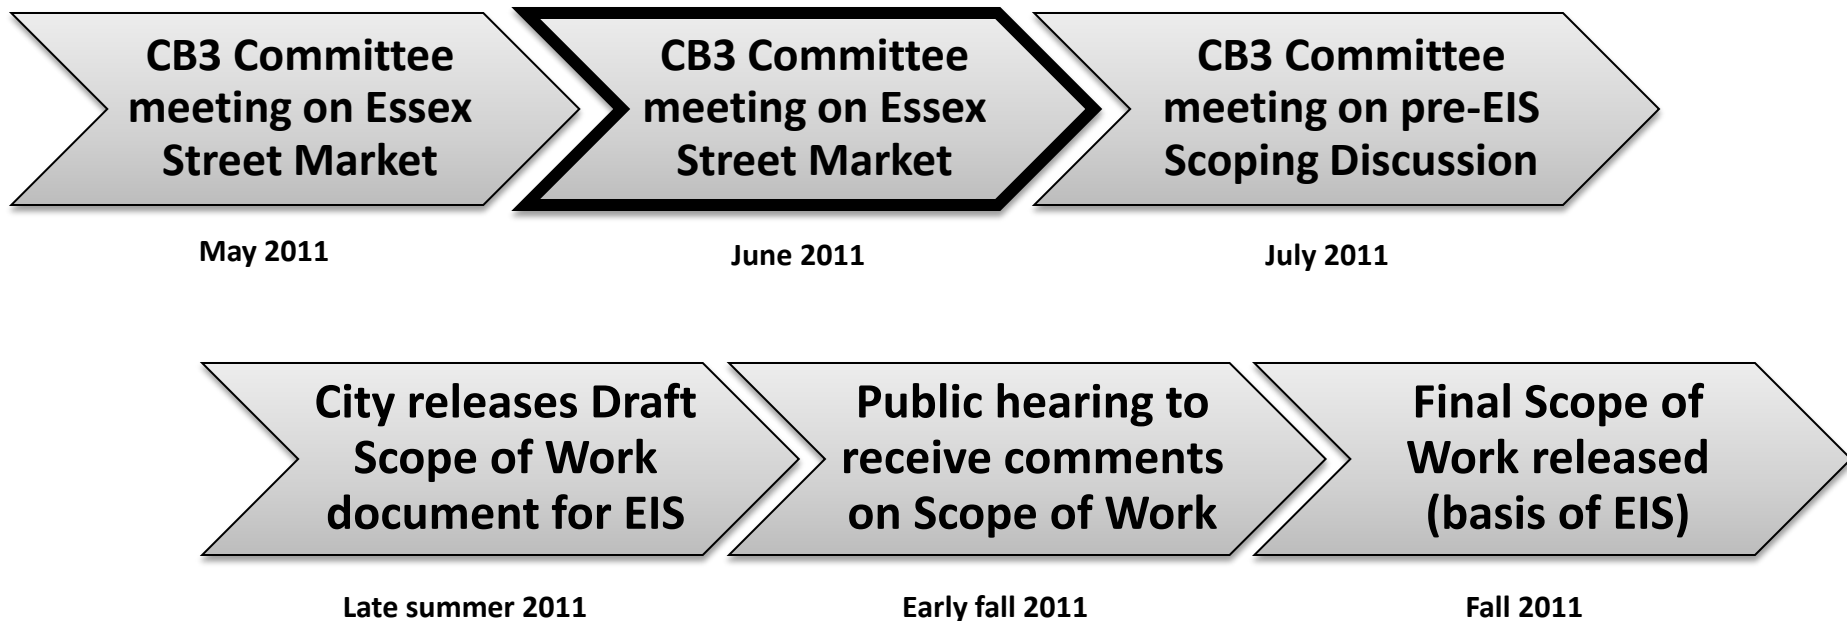 CB3 Committee
meeting on Essex
Street Market
CB3 Committee
meeting on Essex
Street Market
CB3 Committee
meeting on pre-EIS
Scoping Discussion
May 2011
June 2011
July 2011
City releases Draft
Scope of Work
document for EIS
Public hearing to
receive comments
on Scope of Work
Final Scope of
Work released
(basis of EIS)
Late summer 2011
Early fall 2011
Fall 2011